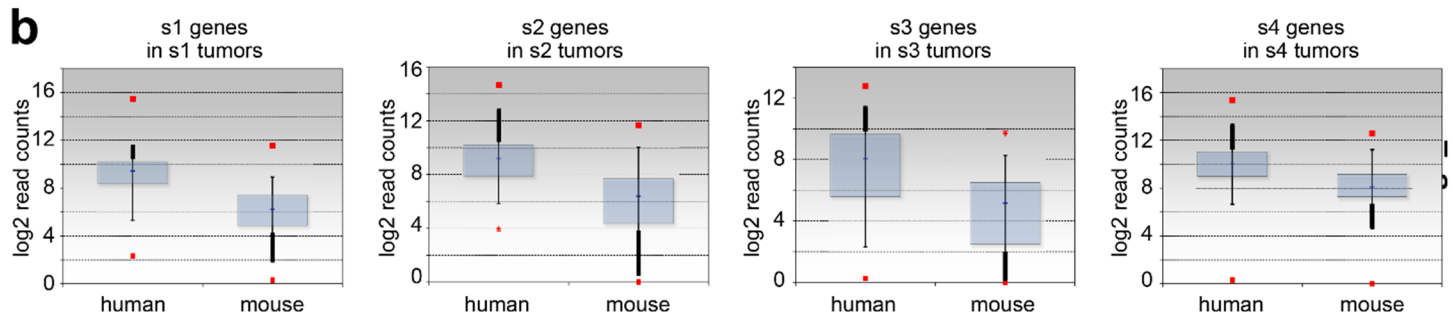 b
s1 genes
in s1 tumors
log2 read counts
16
12
8
4
0
human mouse
s2 genes
in s2 tumors
log2 read counts
16
12
8
4
0
human mouse
s3 genes
in s3 tumors
log2 read counts
12
8
4
0
human mouse
s4 genes
in s4 tumors
log2 read counts
16
12
8
4
0
human mouse